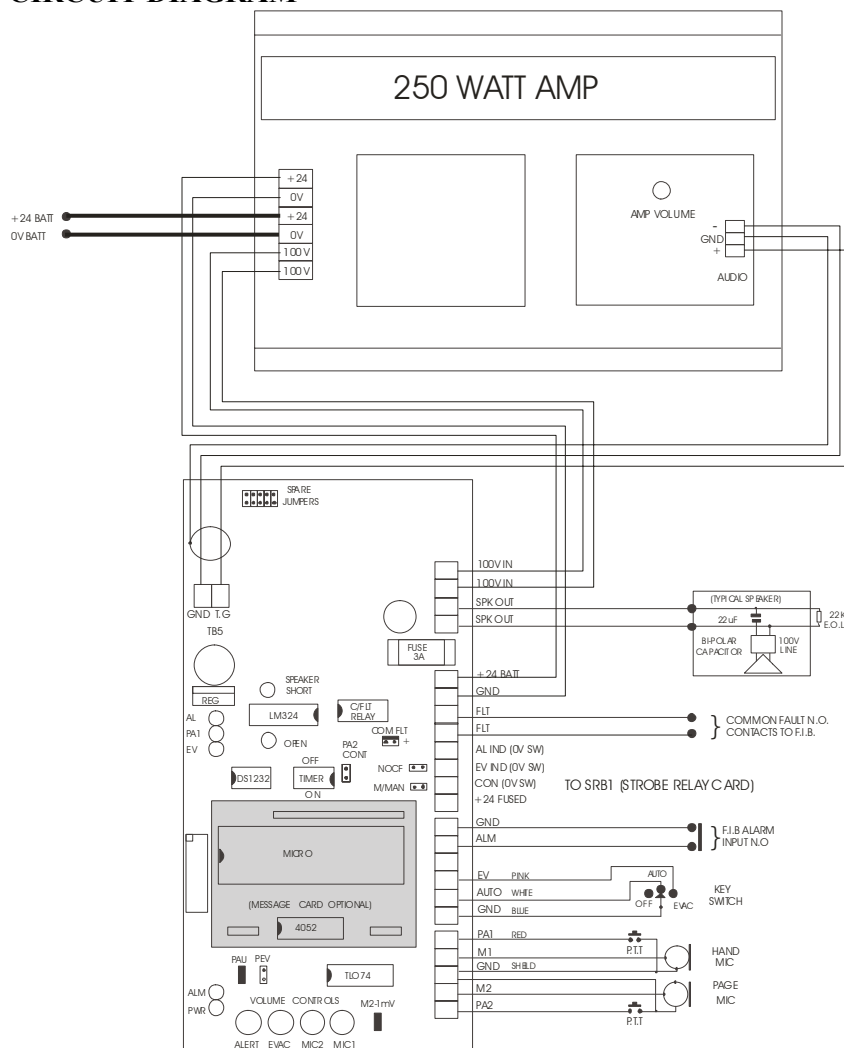 CIRCUIT DIAGRAM
250 WATT AMP
+24
0V
+24
0V
100V
100V
+24 BATT
0V BATT
AMP VOLUME
-
GND
+
AUDIO
SPARE
JUMPERS
GND T.G
TB5
REG
SPEAKER
SHORT
LM324
C/FLT
RELAY
FUSE
3A
AL
PA1
EV
OPEN
OFF
PA2
CONT
COM FLT
+
DS1232
TIMER
ON
NOCF
M/MAN
MICRO
(MESSAGE CARD OPTIONAL)
4052
PAU PEV
TLO74
ALM
PWR
VOLUME CONTROLS
M2-1mV
ALERT EVAC MIC2 MIC1
100V IN
100V IN
SPK OUT
SPK OUT
(TYPICAL SPEAKER)
22uF
BI-POLAR
CAPACITOR
100V
LINE
22K
E.O.L
+24 BATT
GND
FLT
FLT
COMMON FAULT N.O.
CONTACTS TO F.I.B.
AL IND (0V SW)
EV IND (0V SW)
CON (0V SW)
+24 FUSED
TO SRB1 (STROBE RELAY CARD)
GND
ALM
F.I.B ALARM
INPUT N.O
EV PINK
AUTO WHITE
GND BLUE
AUTO
OFF EVAC
KEY
SWITCH
PA1 RED
M1
GND SHIELD
M2
PA2
P.T.T
HAND
MIC
PAGE
MIC
P.T.T